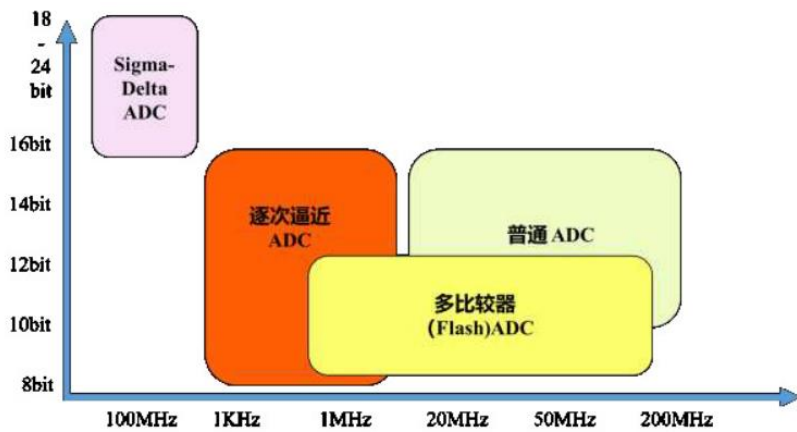 18
-
24
bit
16bit
14bit
12bit
10bit
8bit
Sigma-
Delta
ADC
逐次逼近
ADC
普通 ADC
多比较器
(Flash)ADC
100MHz 1KHz 1MHz 20MHz 50MHz 200MHz